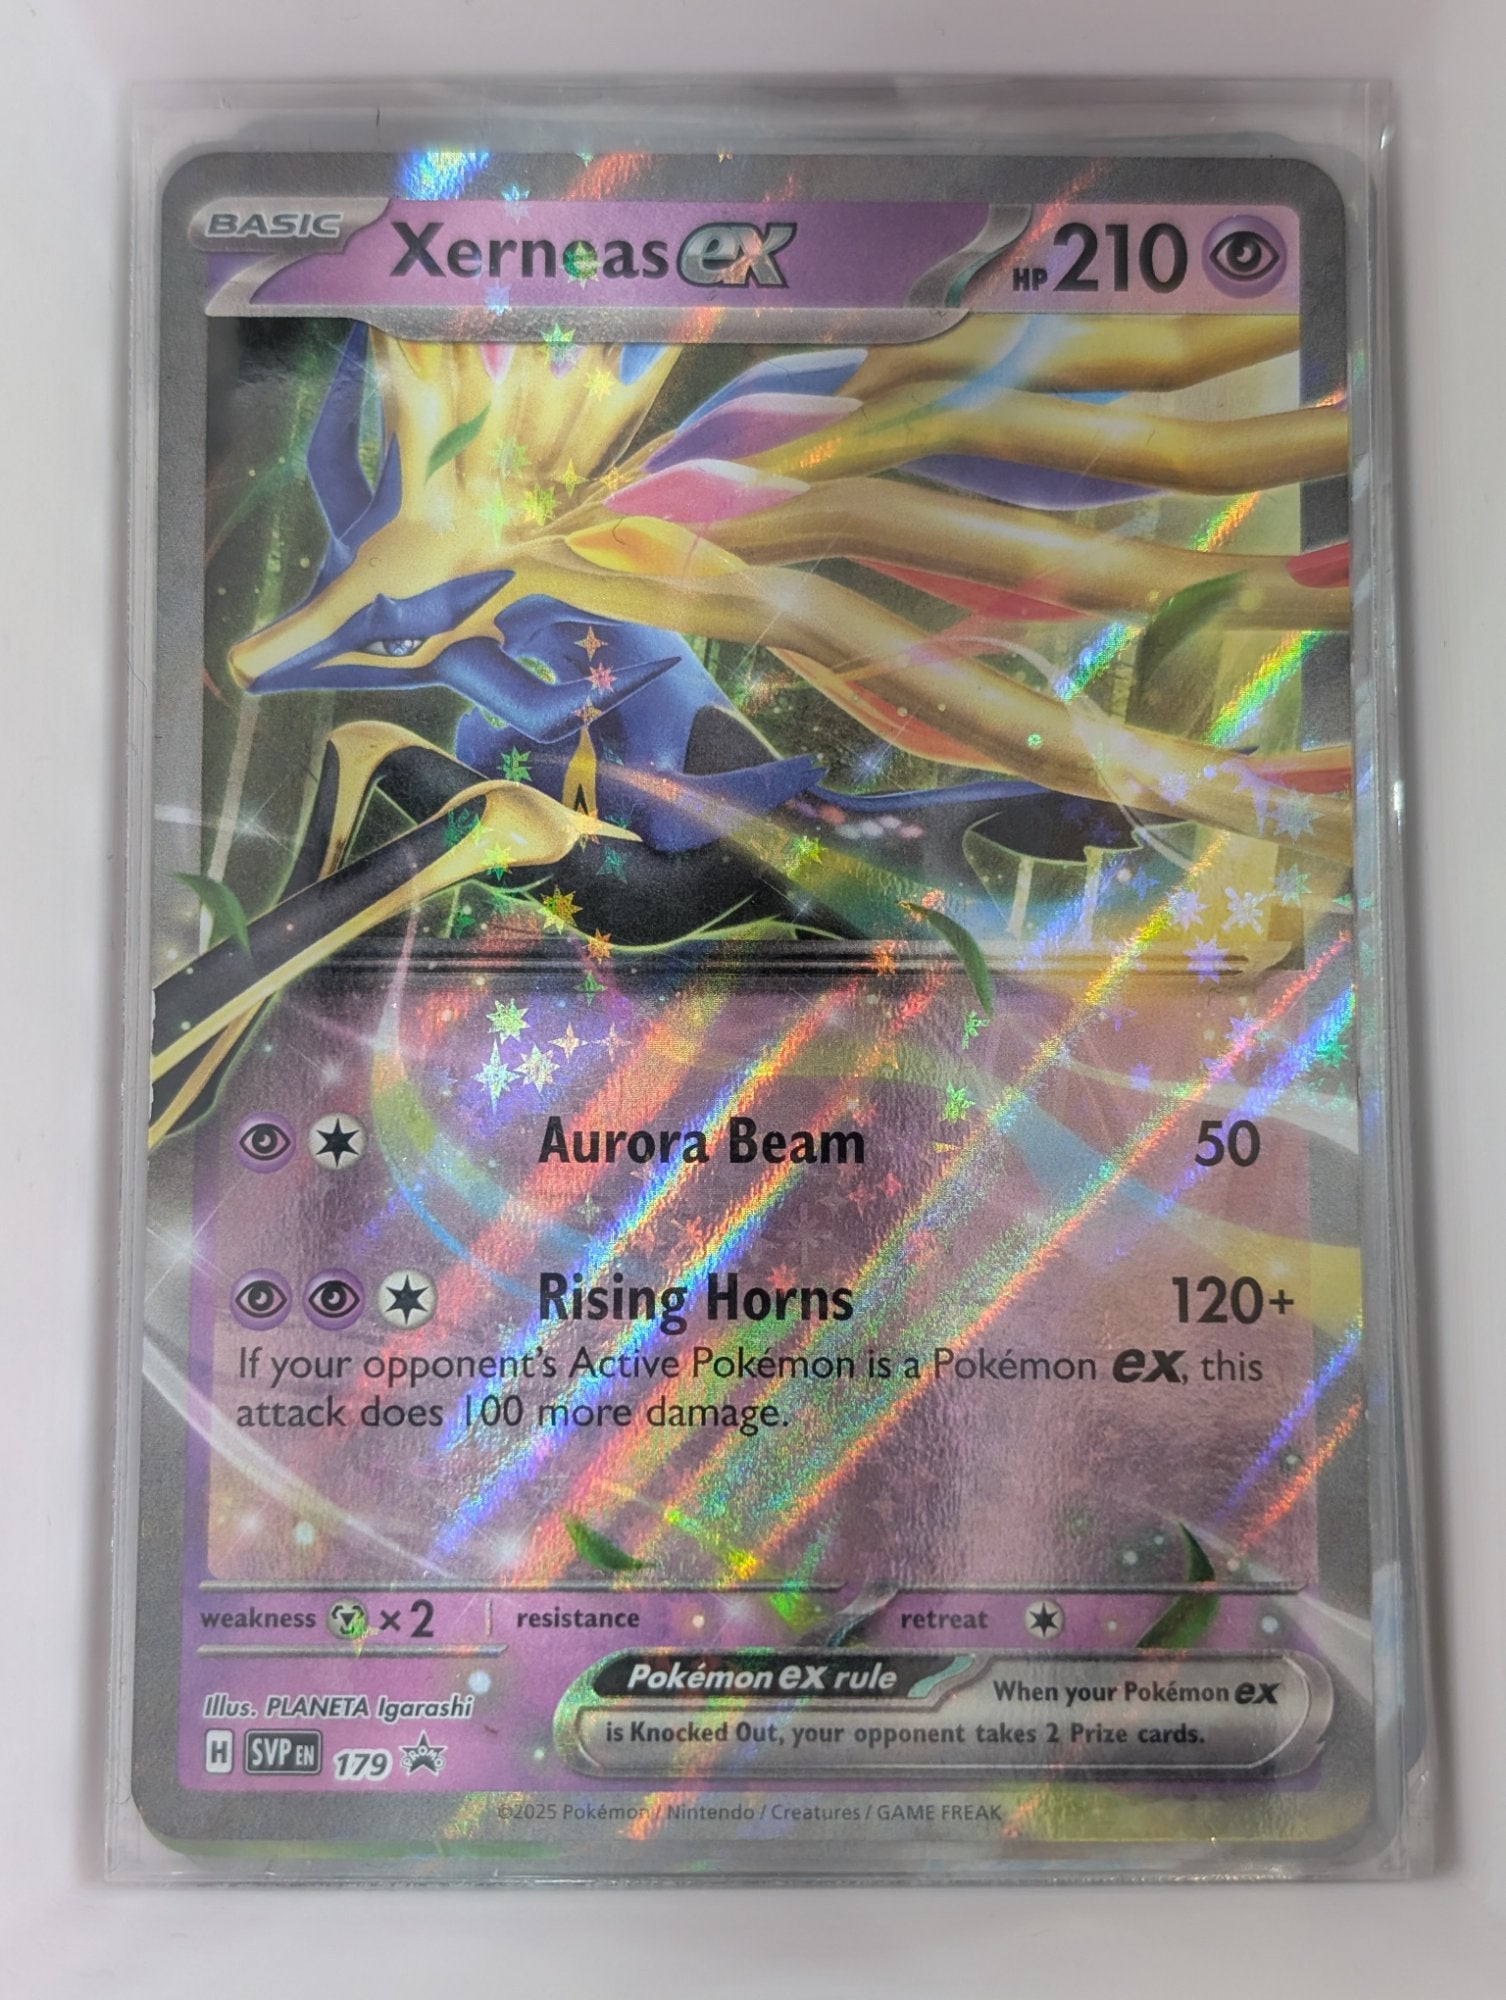 BASIC Xerneas ex HP 210
Aurora Beam 50
Rising Horns 120+
If your opponent's Active Pokémon is a Pokémon ex, this
attack does 100 more damage.
weakness ×2 resistance retreat
Pokémon ex rule When your Pokémon ex
is Knocked Out, your opponent takes 2 Prize cards.
Illus. PLANETA Igarashi
H SVP EN 179 PROMO
©2025 Pokémon / Nintendo / Creatures / GAME FREAK